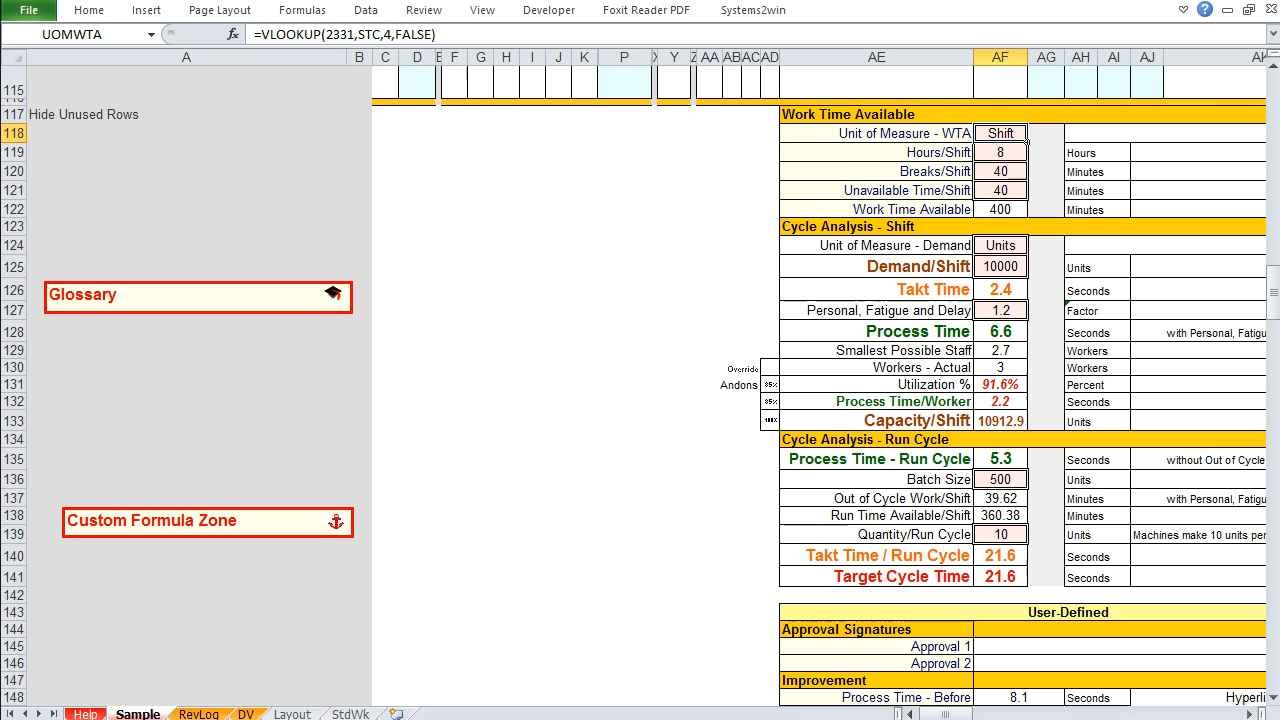 File Home Insert Page Layout Formulas Data Review View Developer Foxit Reader PDF Systems2win
UOMWTA fx =VLOOKUP(2331,STC,4,FALSE)
A B C D E F G H I J K P X Y Z AA AB AC AD AE AF AG AH AI AJ AK
115
116
117 Hide Unused Rows Work Time Available
118 Unit of Measure - WTA Shift
119 Hours/Shift 8 Hours
120 Breaks/Shift 40 Minutes
121 Unavailable Time/Shift 40 Minutes
122 Work Time Available 400 Minutes
123 Cycle Analysis - Shift
124 Unit of Measure - Demand Units
125 Demand/Shift 10000 Units
126 Glossary Takt Time 2.4 Seconds
127 Personal, Fatigue and Delay 1.2 Factor
128 Process Time 6.6 Seconds with Personal, Fatigu
129 Smallest Possible Staff 2.7 Workers
130 Override Workers - Actual 3 Workers
131 Andons 85% Utilization % 91.6% Percent
132 85% Process Time/Worker 2.2 Seconds
133 100% Capacity/Shift 10912.9 Units
134 Cycle Analysis - Run Cycle
135 Process Time - Run Cycle 5.3 Seconds without Out of Cycle
136 Batch Size 500 Units
137 Out of Cycle Work/Shift 39.62 Minutes with Personal, Fatigu
138 Custom Formula Zone Run Time Available/Shift 360.38 Minutes
139 Quantity/Run Cycle 10 Units Machines make 10 units per
140 Takt Time / Run Cycle 21.6 Seconds
141 Target Cycle Time 21.6 Seconds
142
143 User-Defined
144 Approval Signatures
145 Approval 1
146 Approval 2
147 Improvement
148 Process Time - Before 8.1 Seconds Hyperli
Help Sample RevLog DV Layout StdWk